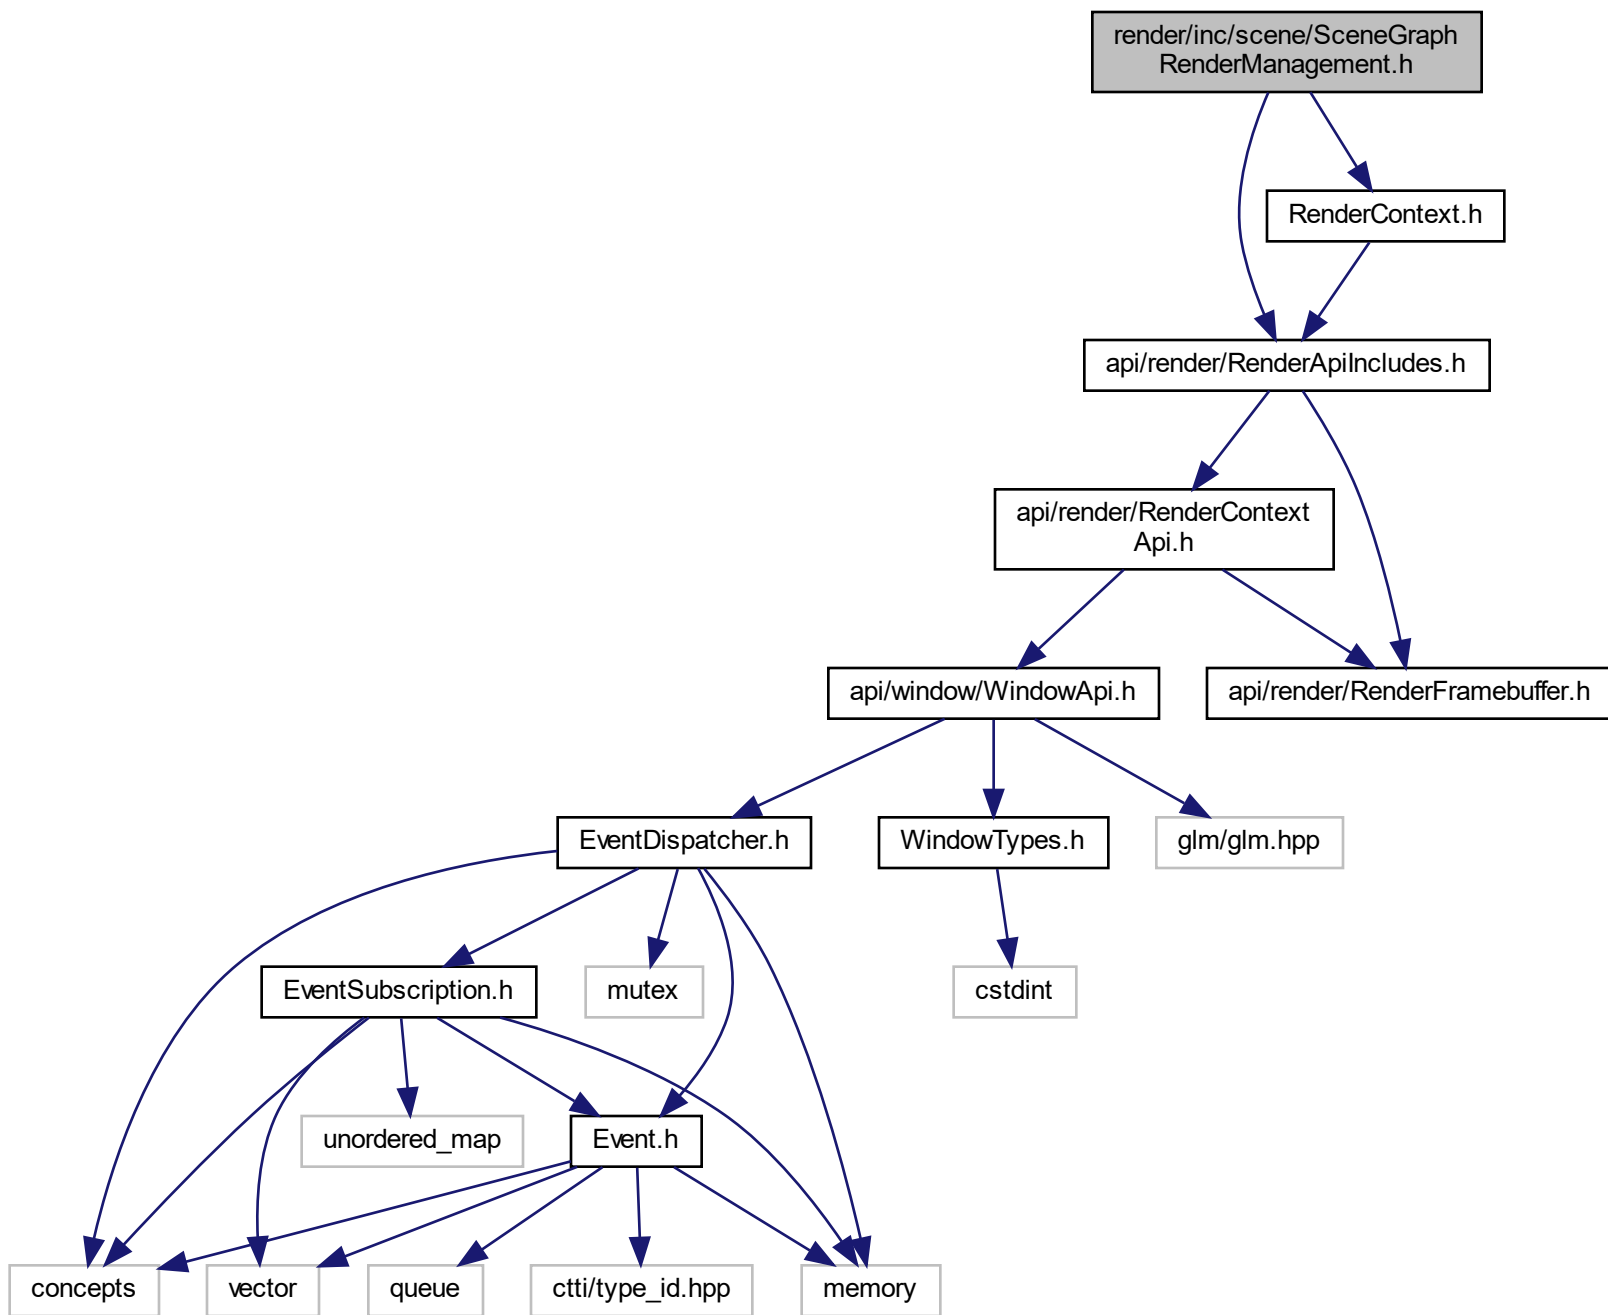 render/inc/scene/SceneGraph
RenderManagement.h
RenderContext.h
api/render/RenderApiIncludes.h
api/render/RenderContext
Api.h
api/window/WindowApi.h
api/render/RenderFramebuffer.h
EventDispatcher.h
WindowTypes.h
glm/glm.hpp
EventSubscription.h
mutex
cstdint
unordered_map
Event.h
concepts
vector
queue
ctti/type_id.hpp
memory